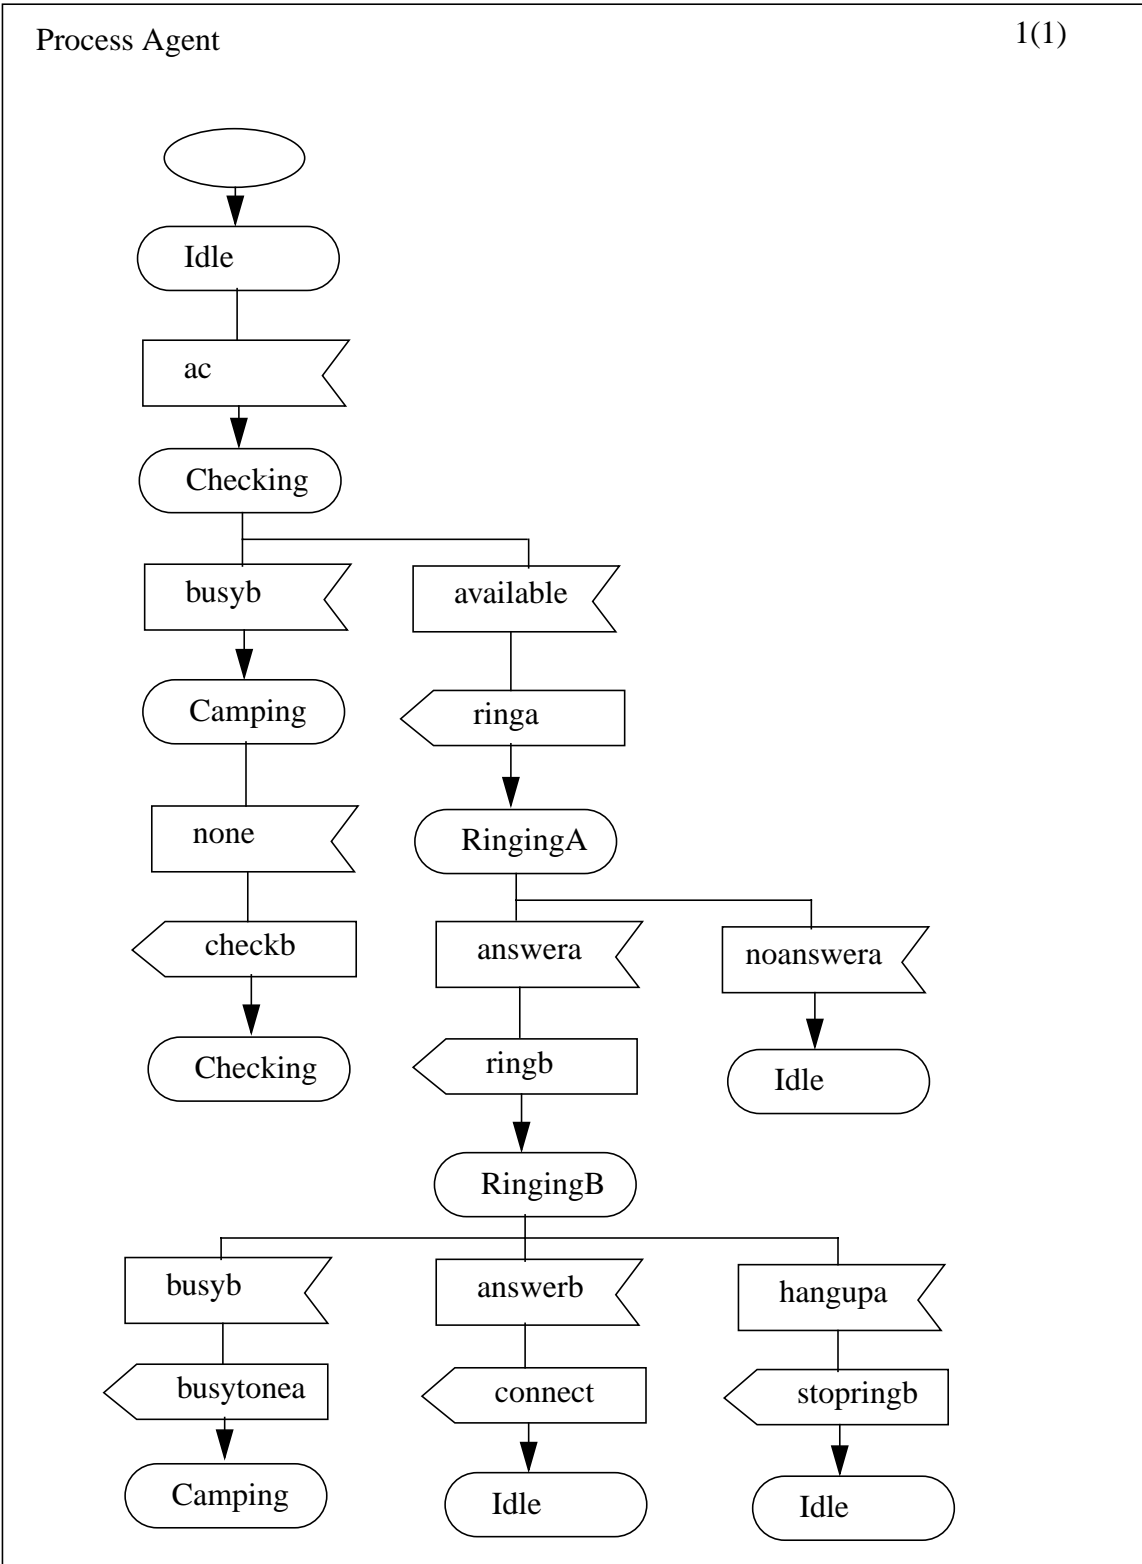 Process Agent
1(1)
Idle
ac
Checking
busyb
available
Camping
ringa
none
RingingA
checkb
answera
noanswera
Checking
ringb
Idle
RingingB
busyb
answerb
hangupa
busytonea
connect
stopringb
Camping
Idle
Idle